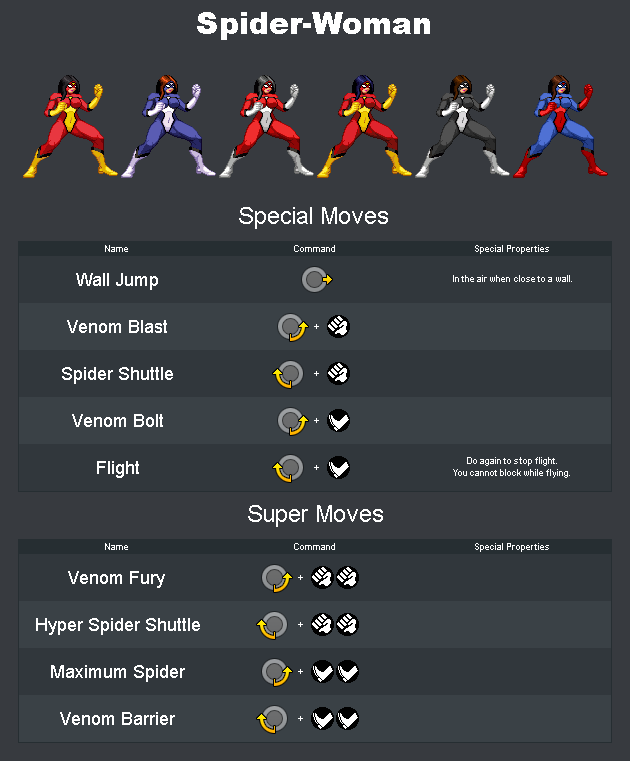 Spider-Woman
Special Moves
Name Command Special Properties
Wall Jump In the air when close to a wall.
Venom Blast +
Spider Shuttle +
Venom Bolt +
Flight + Do again to stop flight.
You cannot block while flying.
Super Moves
Name Command Special Properties
Venom Fury +
Hyper Spider Shuttle +
Maximum Spider +
Venom Barrier +